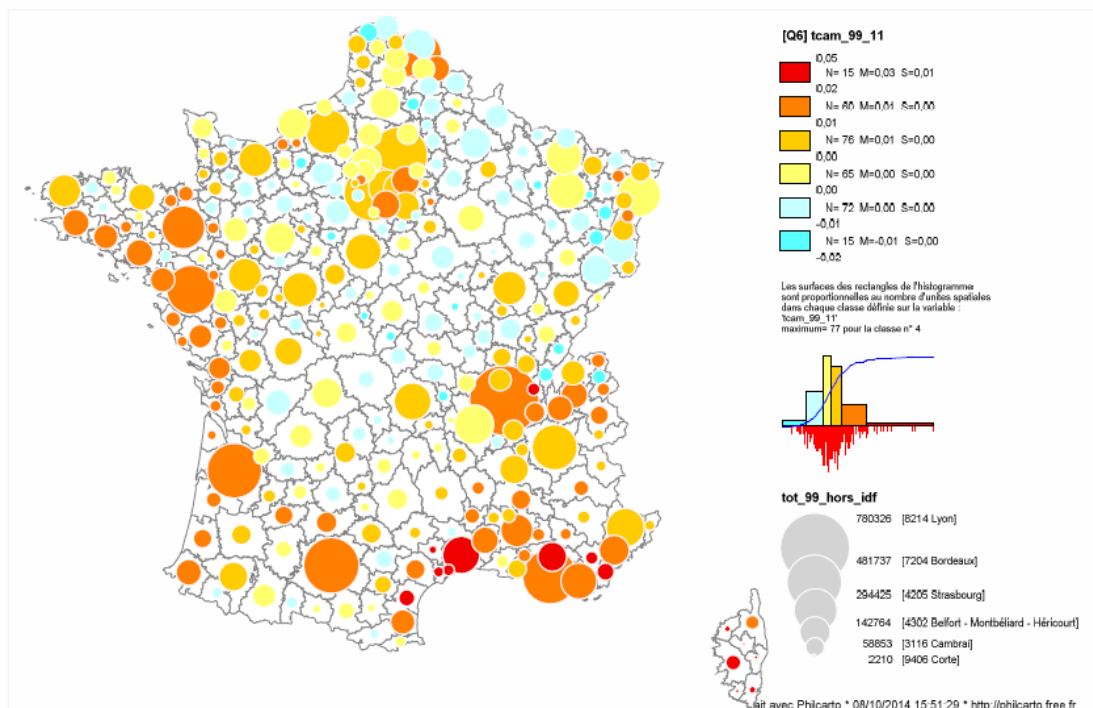 [Q6] tcam_99_11
0,05
N= 15 M=0,03 S=0,01
0,02
N= 60 M=0,01 S=0,00
0,01
N= 76 M=0,01 S=0,00
0,00
N= 65 M=0,00 S=0,00
0,00
N= 72 M=0,00 S=0,00
-0,01
N= 15 M=-0,01 S=0,00
-0,02
Les surfaces des rectangles de l'histogramme
sont proportionnelles au nombre d'unites spatiales
dans chaque classe définie sur la variable :
'tcam_99_11'
maximum= 77 pour la classe n° 4
tot_99_hors_idf
780326 [8214 Lyon]
481737 [7204 Bordeaux]
294425 [4205 Strasbourg]
142764 [4302 Belfort - Montbéliard - Héricourt]
58853 [3116 Cambrai]
2210 [9406 Corte]
ait avec Philcarto * 08/10/2014 15:51:29 * http://philcarto.free.fr